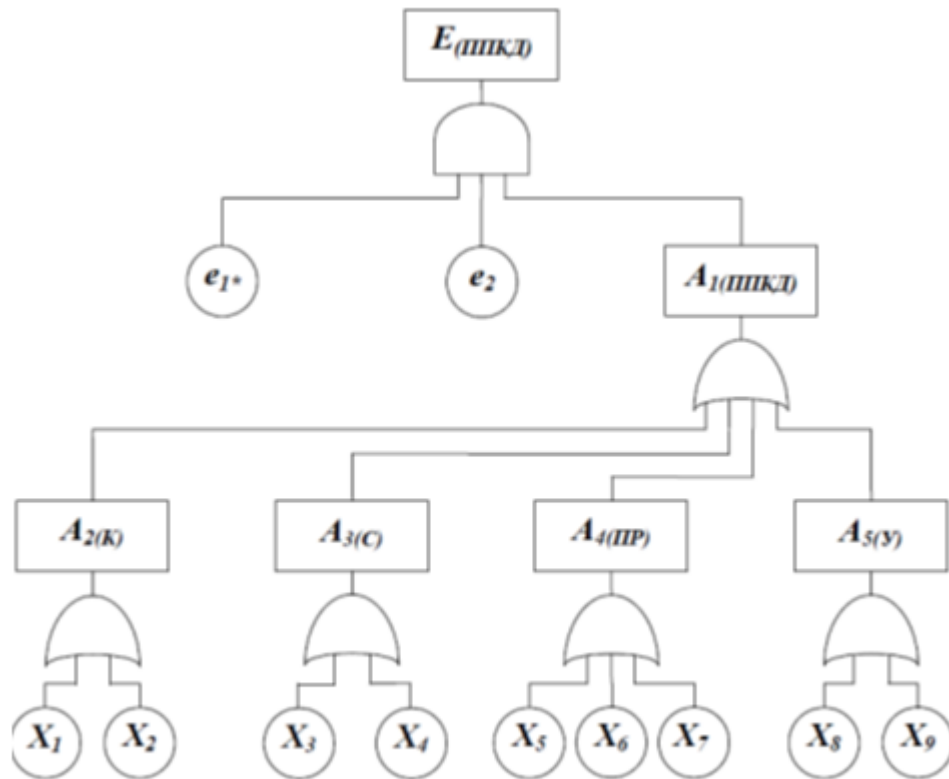 E(ППКД)
e1*
e2
A1(ППКД)
A2(К)
A3(С)
A4(ПР)
A5(У)
X1
X2
X3
X4
X5
X6
X7
X8
X9